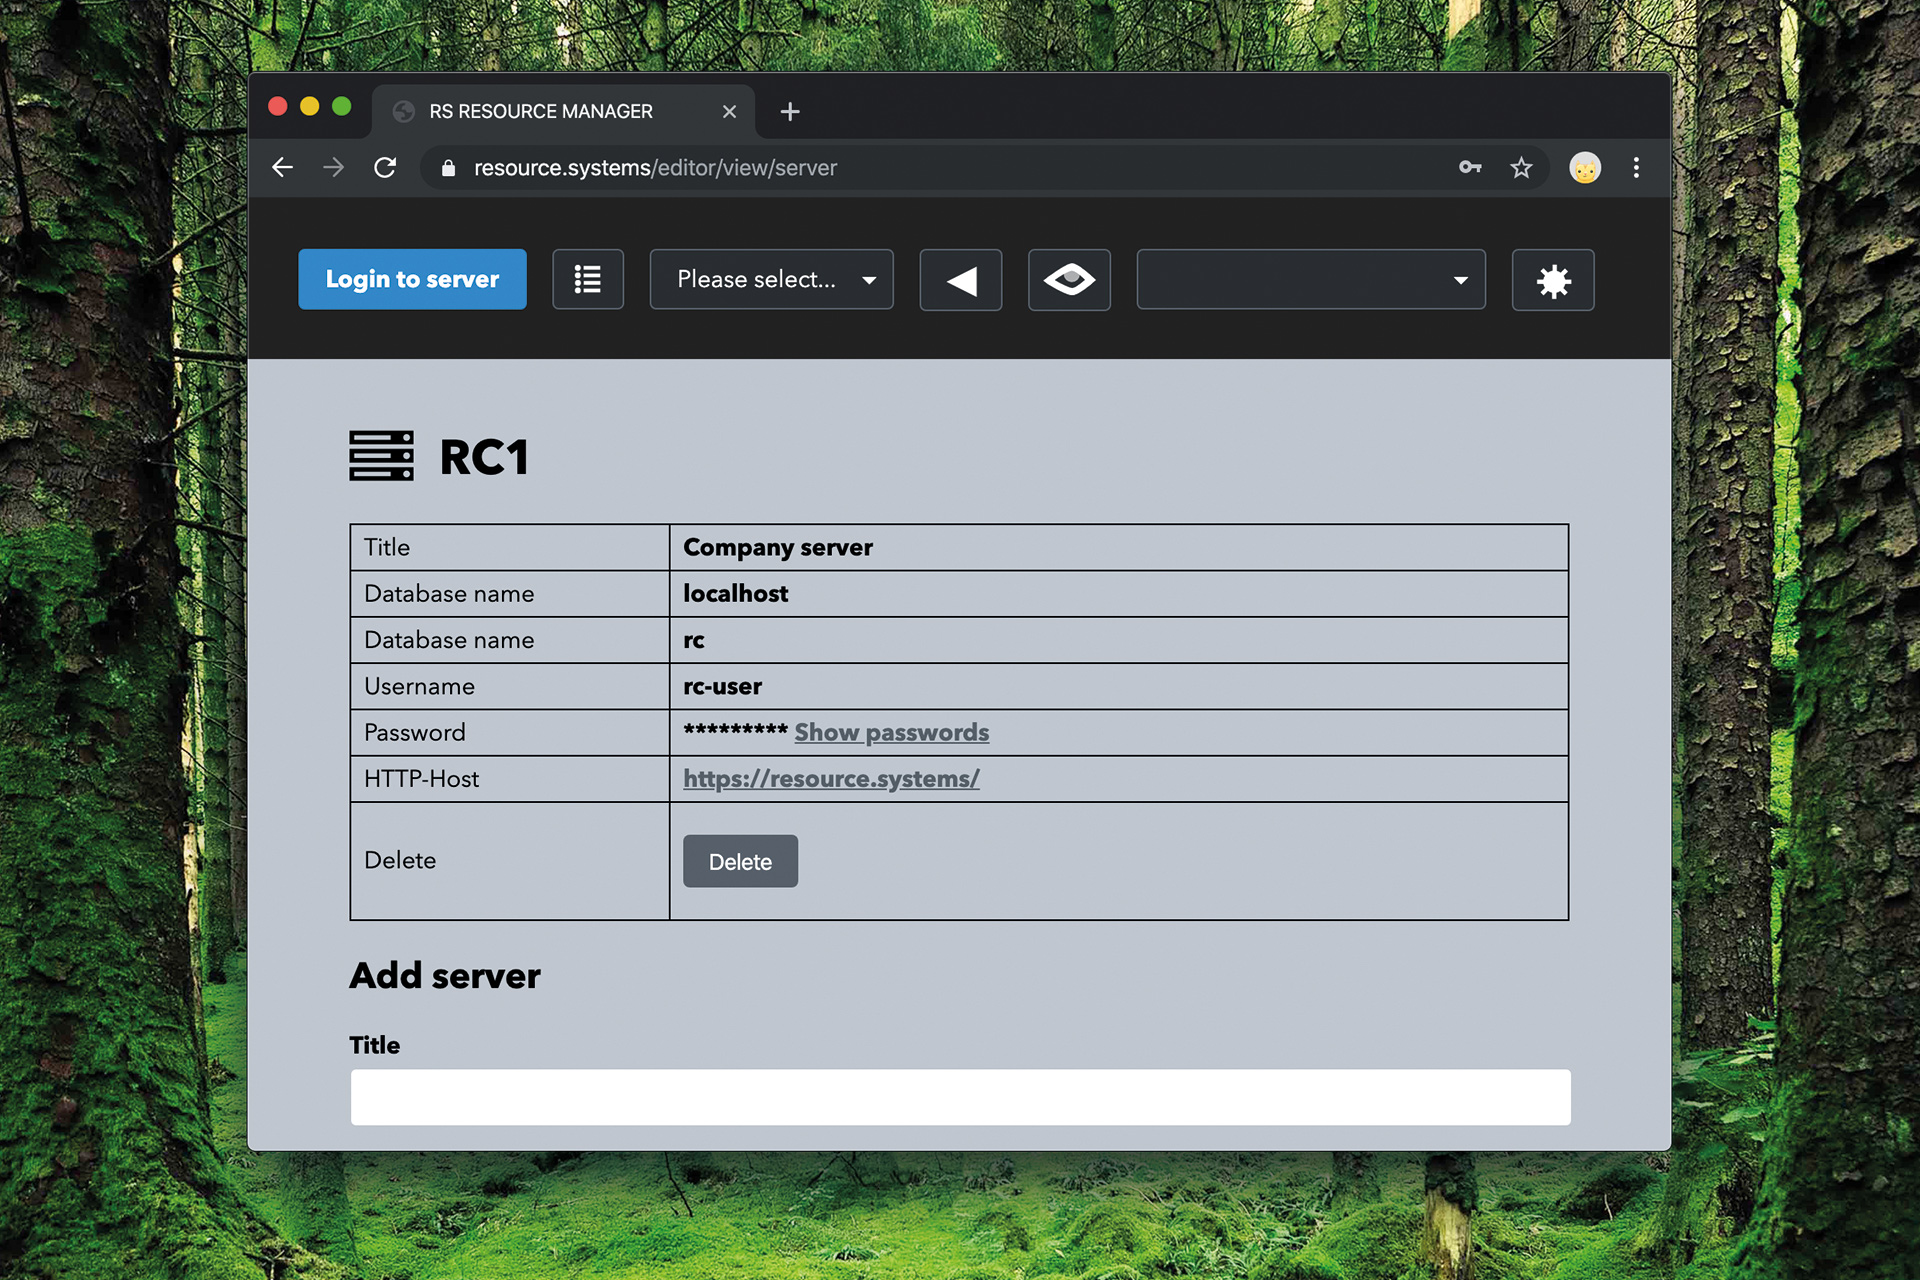 RS RESOURCE MANAGER
resource.systems/editor/view/server
Login to server
Please select...
RC1
Title Company server
Database name localhost
Database name rc
Username rc-user
Password ********* Show passwords
HTTP-Host https://resource.systems/
Delete Delete
Add server
Title